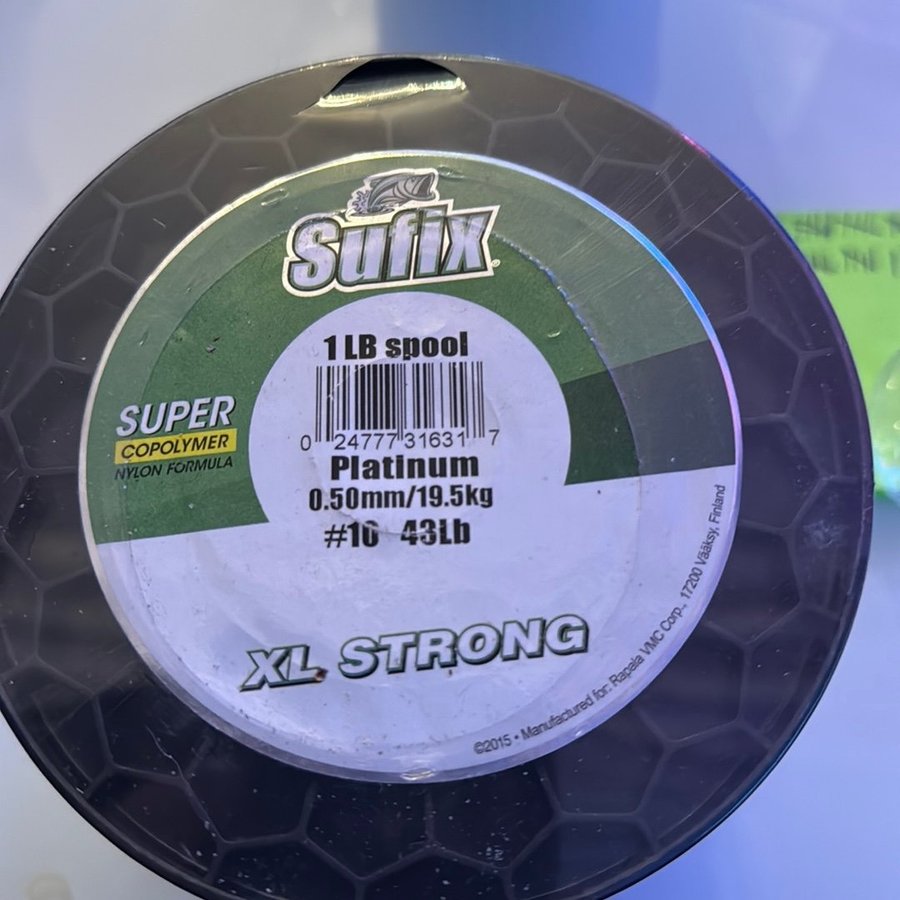 Sufix
1 LB spool
0 24777 31631 7
SUPER
COPOLYMER
NYLON FORMULA
Platinum
0.50mm/19.5kg
#10 43Lb
XL STRONG
©2015 • Manufactured for: Rapala VMC Corp., 17200 Vääksy, Finland
THE